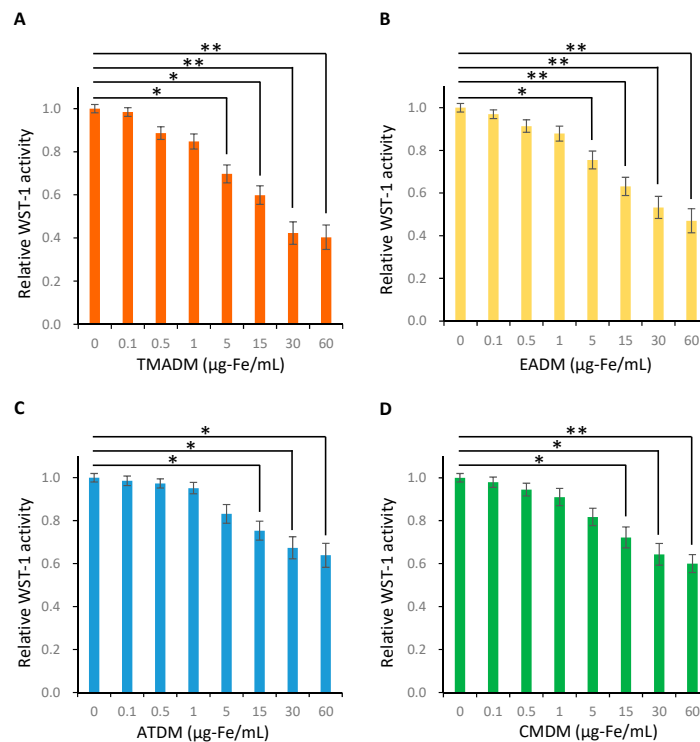 A
**
**
*
*
1.0
0.8
0.6
0.4
0.2
0.0
Relative WST-1 activity
0 0.1 0.5 1 5 15 30 60
TMADM (µg-Fe/mL)
B
**
**
**
*
1.0
0.8
0.6
0.4
0.2
0.0
Relative WST-1 activity
0 0.1 0.5 1 5 15 30 60
EADM (µg-Fe/mL)
C
*
*
*
1.0
0.8
0.6
0.4
0.2
0.0
Relative WST-1 activity
0 0.1 0.5 1 5 15 30 60
ATDM (µg-Fe/mL)
D
**
*
*
1.0
0.8
0.6
0.4
0.2
0.0
Relative WST-1 activity
0 0.1 0.5 1 5 15 30 60
CMDM (µg-Fe/mL)